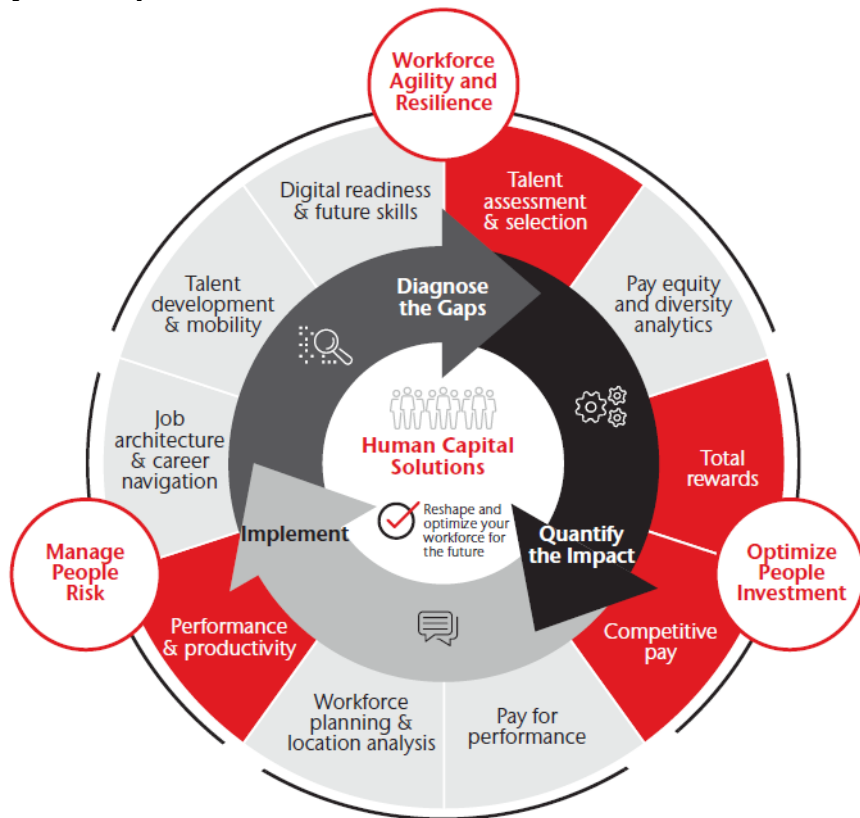 Workforce
Agility and
Resilience
Digital readiness
& future skills
Talent
assessment
& selection
Talent
development
& mobility
Diagnose
the Gaps
Pay equity
and diversity
analytics
Job
architecture
& career
navigation
Human Capital
Solutions
Reshape and
optimize your
workforce for
the future
Total
rewards
Implement
Quantify
the Impact
Manage
People
Risk
Optimize
People
Investment
Performance
& productivity
Competitive
pay
Workforce
planning &
location analysis
Pay for
performance